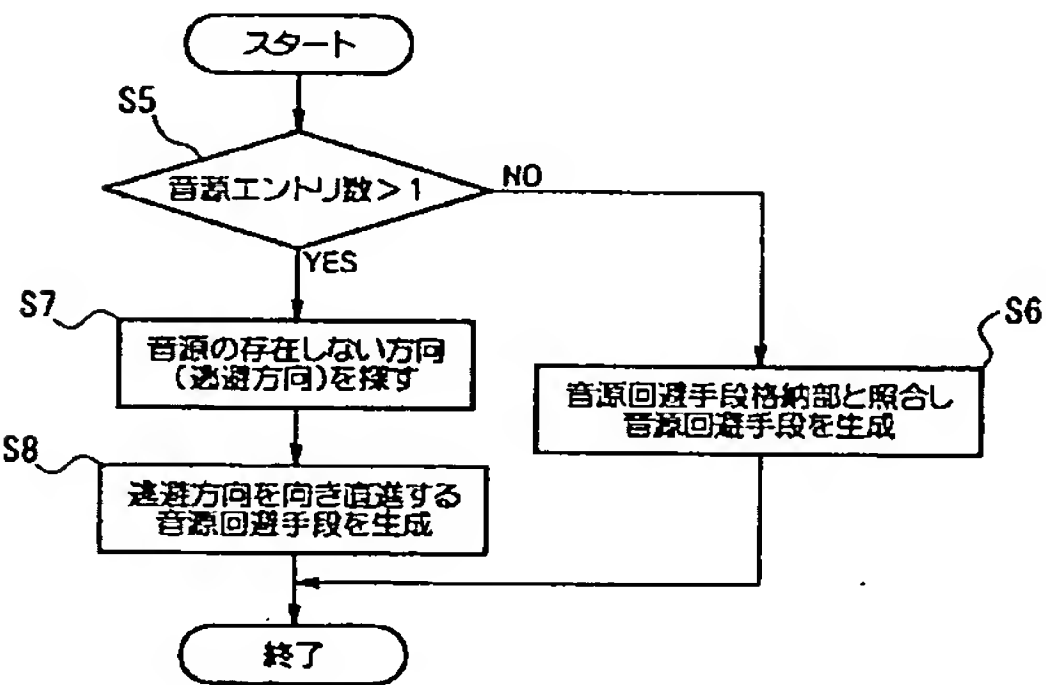 スタート
S5
音源エントリ数>1
NO
YES
S7
音源の存在しない方向
(逃避方向)を探す
S6
音源回避手段格納部と照合し
音源回避手段を生成
S8
逃避方向を向き直進する
音源回避手段を生成
終了